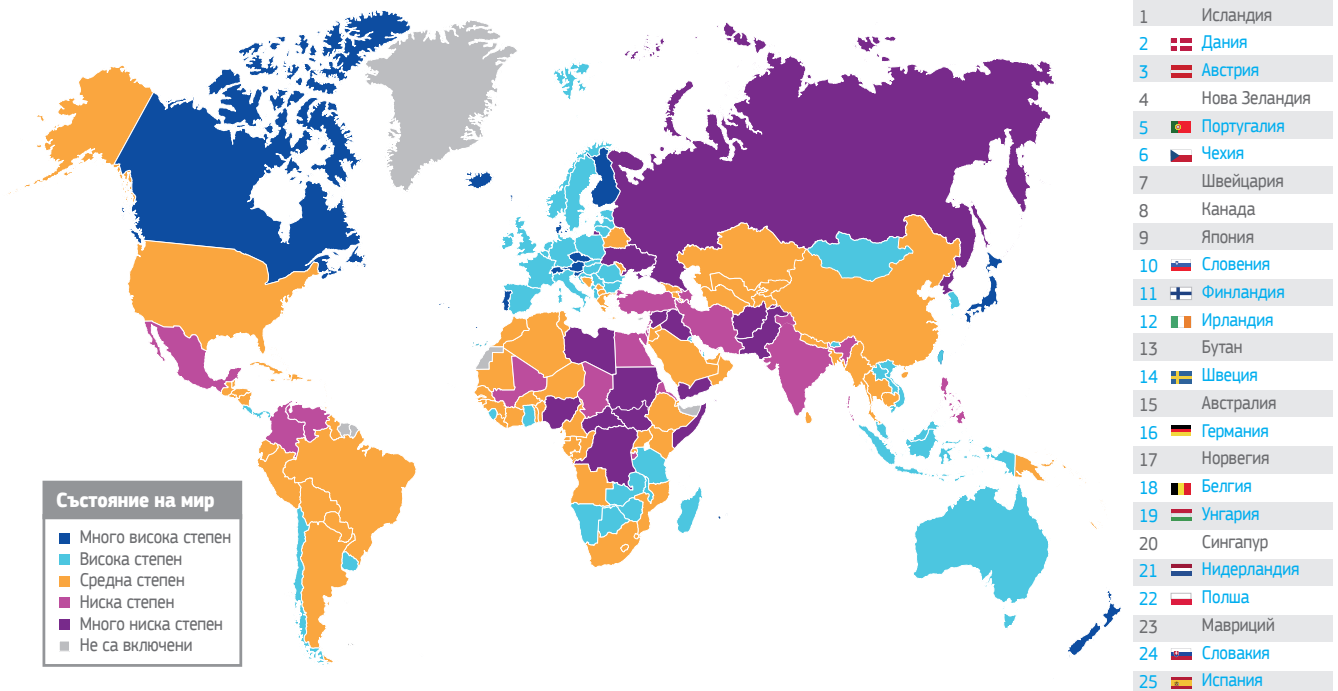 Състояние на мир
Много висока степен
Висока степен
Средна степен
Ниска степен
Много ниска степен
Не са включени
1 Исландия
2 Дания
3 Австрия
4 Нова Зеландия
5 Португалия
6 Чехия
7 Швейцария
8 Канада
9 Япония
10 Словения
11 Финландия
12 Ирландия
13 Бутан
14 Швеция
15 Австралия
16 Германия
17 Норвегия
18 Белгия
19 Унгария
20 Сингапур
21 Нидерландия
22 Полша
23 Мавриций
24 Словакия
25 Испания